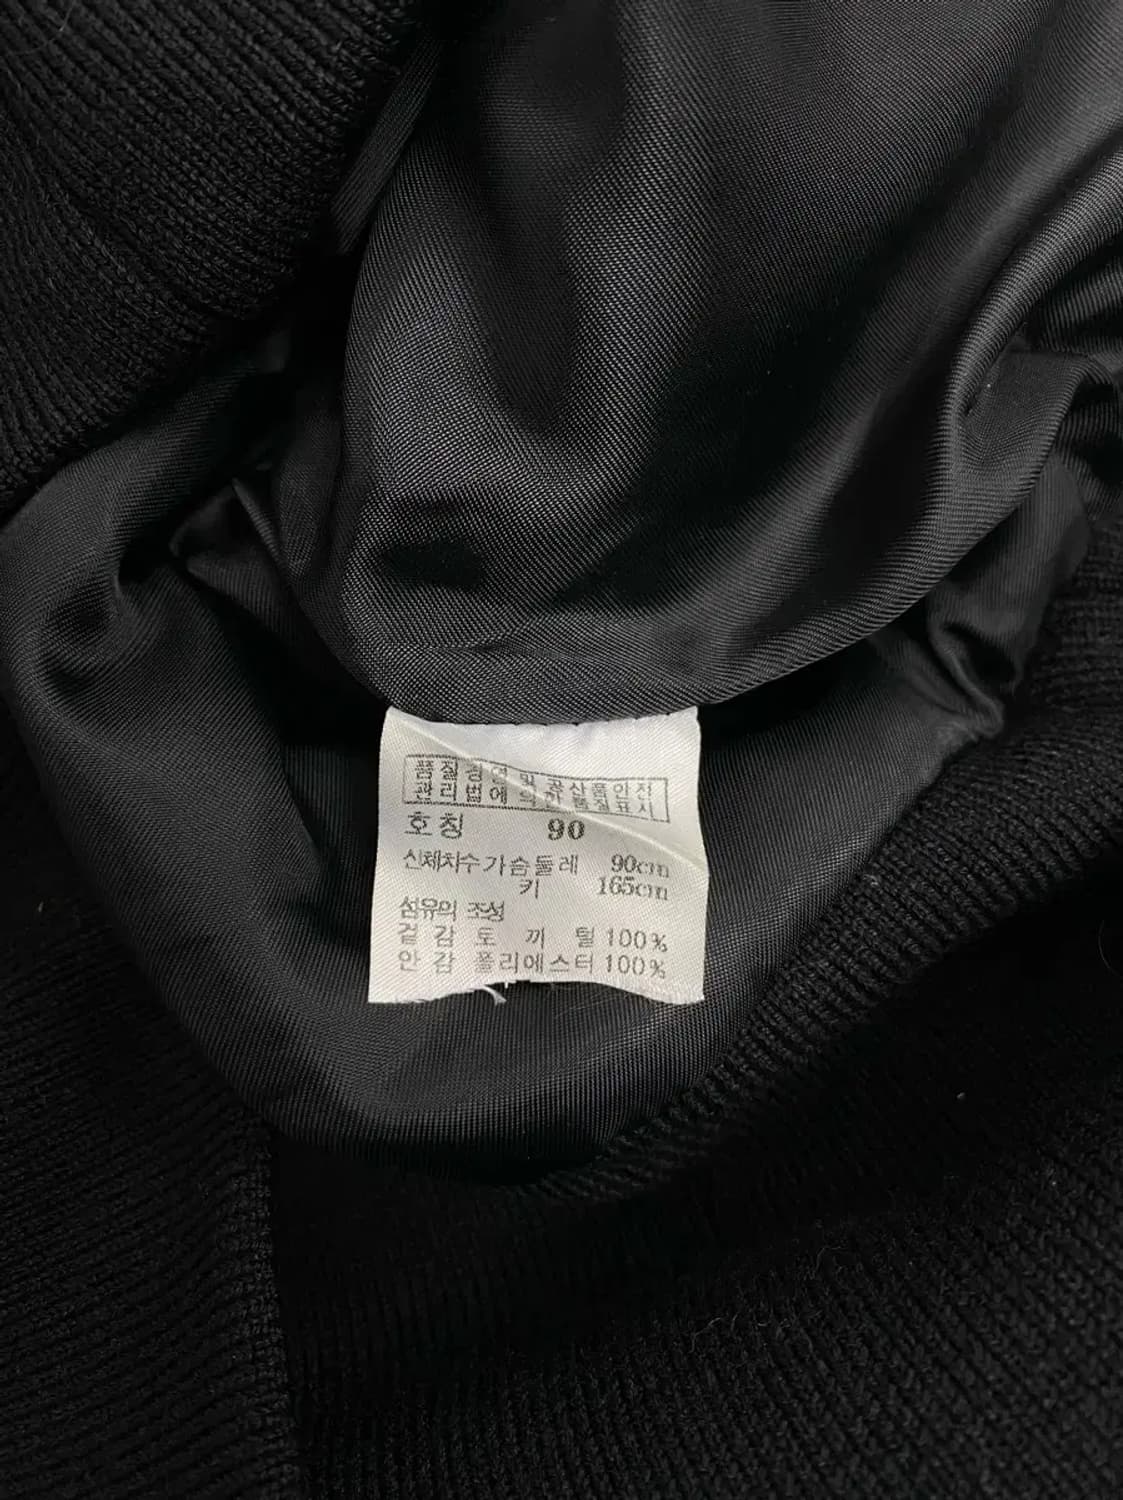 품질경영 및 공산품안전
관리법에 의한 품질표시
호칭 90
신체치수 가슴둘레 90cm
키 165cm
섬유의 조성
겉감 토끼털 100%
안감 폴리에스터 100%